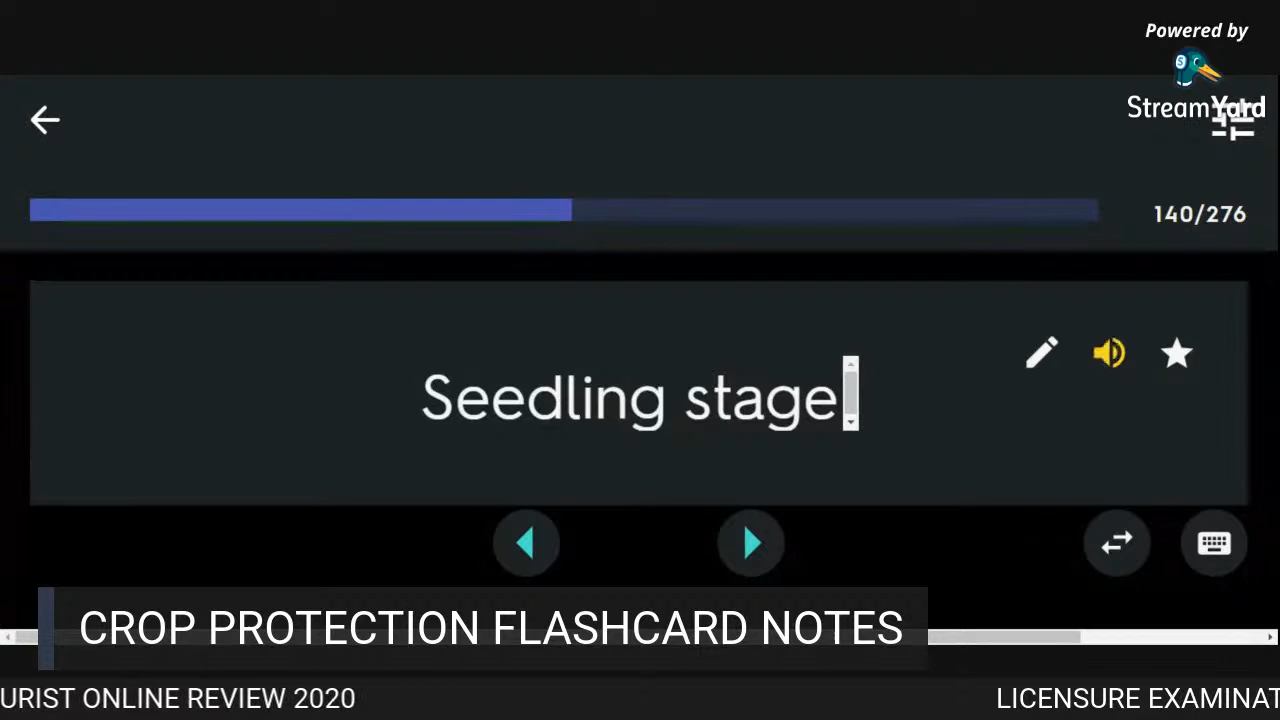 Powered by
StreamYard
140/276
Seedling stage
CROP PROTECTION FLASHCARD NOTES
URIST ONLINE REVIEW 2020 LICENSURE EXAMINAT